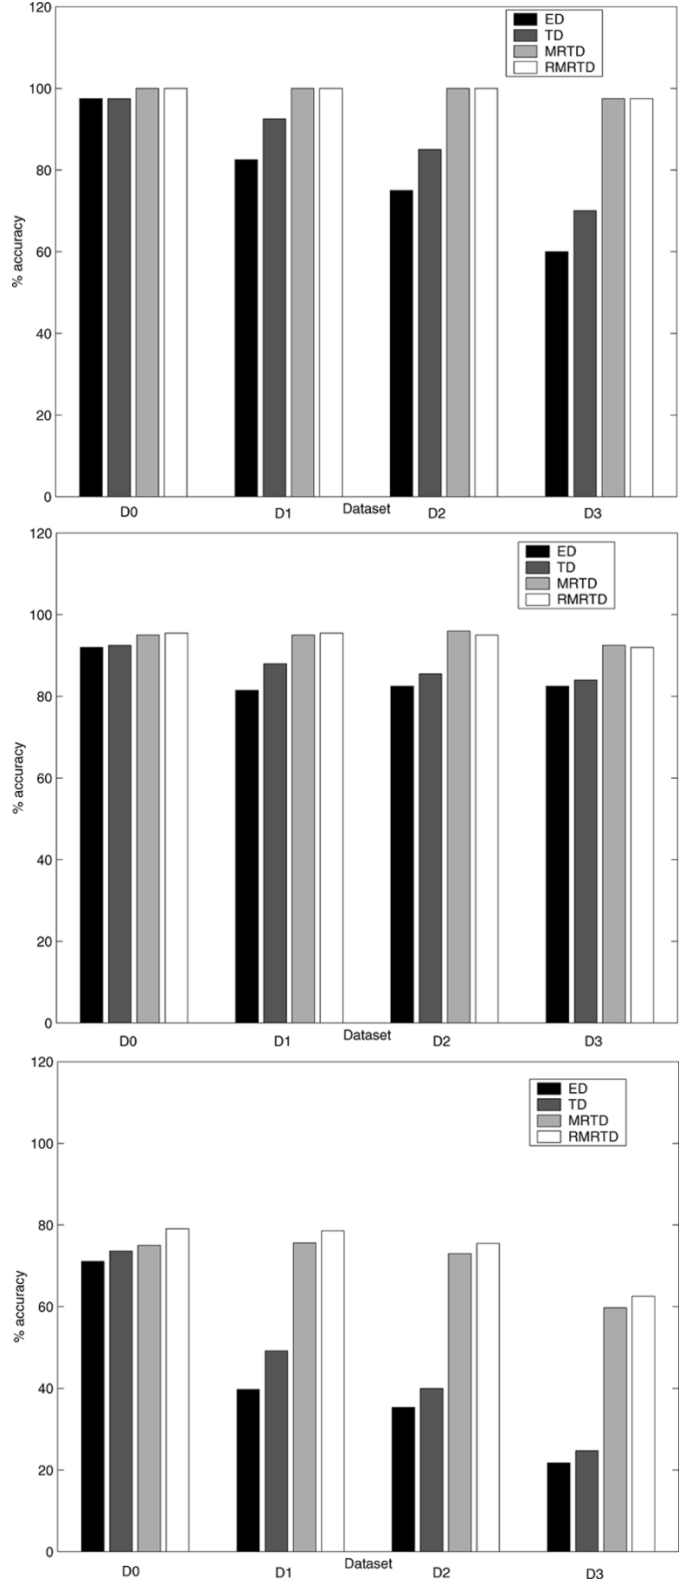 120
100
80
60
40
20
0
% accuracy
ED
TD
MRTD
RMRTD
D0
D1
Dataset
D2
D3
120
100
80
60
40
20
0
% accuracy
ED
TD
MRTD
RMRTD
D0
D1
Dataset
D2
D3
120
100
80
60
40
20
0
% accuracy
ED
TD
MRTD
RMRTD
D0
D1
Dataset
D2
D3